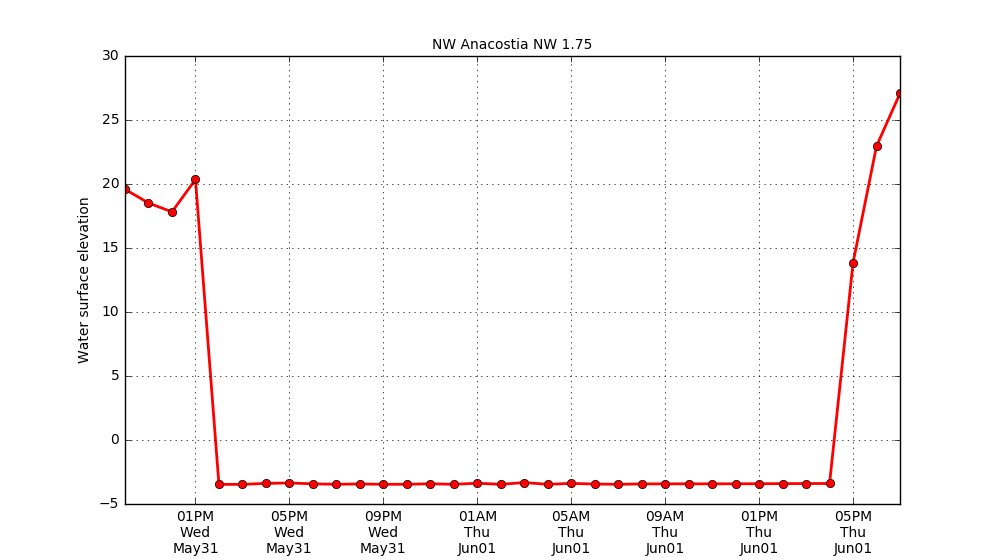 NW Anacostia NW 1.75
Water surface elevation
30
25
20
15
10
5
0
−5
01PM 05PM 09PM 01AM 05AM 09AM 01PM 05PM
Wed Wed Wed Thu Thu Thu Thu Thu
May31 May31 May31 Jun01 Jun01 Jun01 Jun01 Jun01